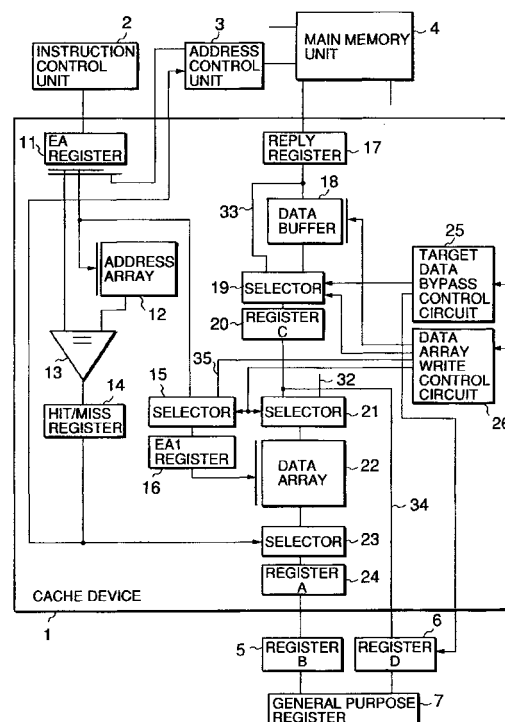 2
3
4
INSTRUCTION
CONTROL
UNIT
ADDRESS
CONTROL
UNIT
MAIN MEMORY
UNIT
11
EA
REGISTER
REPLY
REGISTER
17
33
18
DATA
BUFFER
25
ADDRESS
ARRAY
12
19
SELECTOR
TARGET
DATA
BYPASS
CONTROL
CIRCUIT
20
REGISTER
C
13
35
DATA
ARRAY
WRITE
CONTROL
CIRCUIT
14
15
32
26
HIT/MISS
REGISTER
SELECTOR
SELECTOR
21
EA1
REGISTER
16
DATA
ARRAY
22
34
SELECTOR
23
REGISTER
A
24
CACHE DEVICE
1
5
REGISTER
B
6
REGISTER
D
GENERAL PURPOSE
REGISTER
7